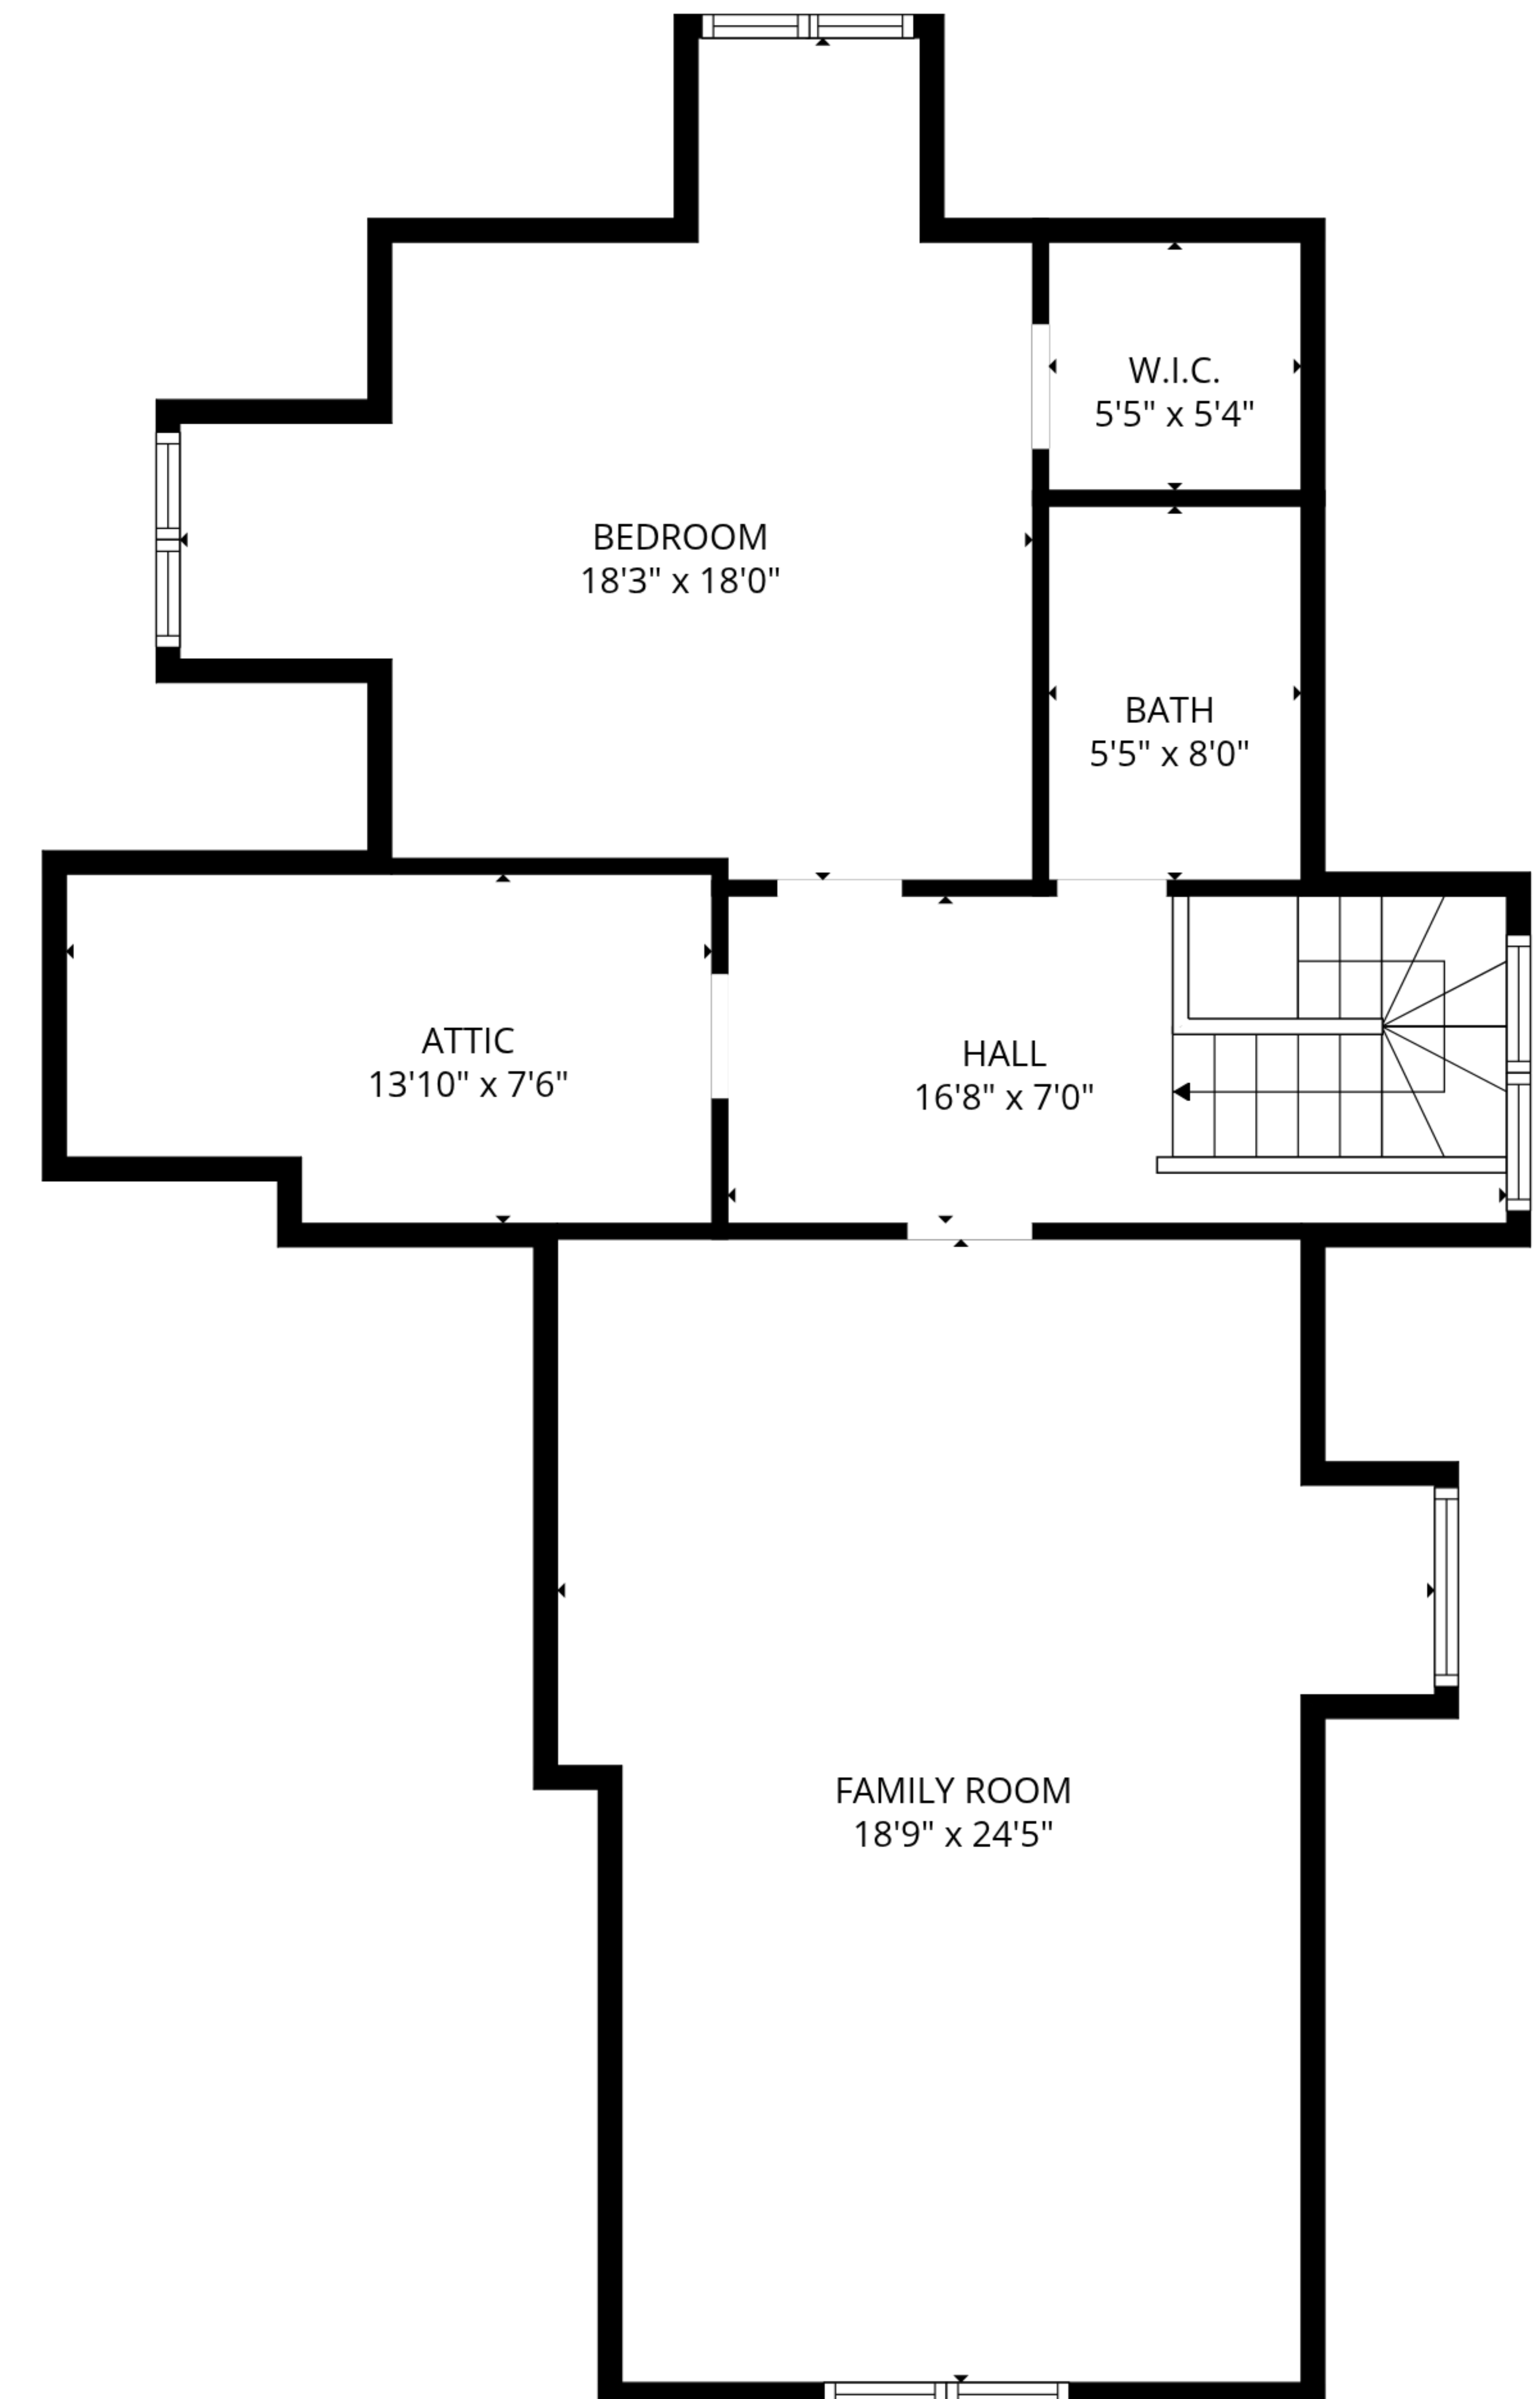 W.I.C.
5'5" x 5'4"
BEDROOM
18'3" x 18'0"
BATH
5'5" x 8'0"
ATTIC
13'10" x 7'6"
HALL
16'8" x 7'0"
FAMILY ROOM
18'9" x 24'5"